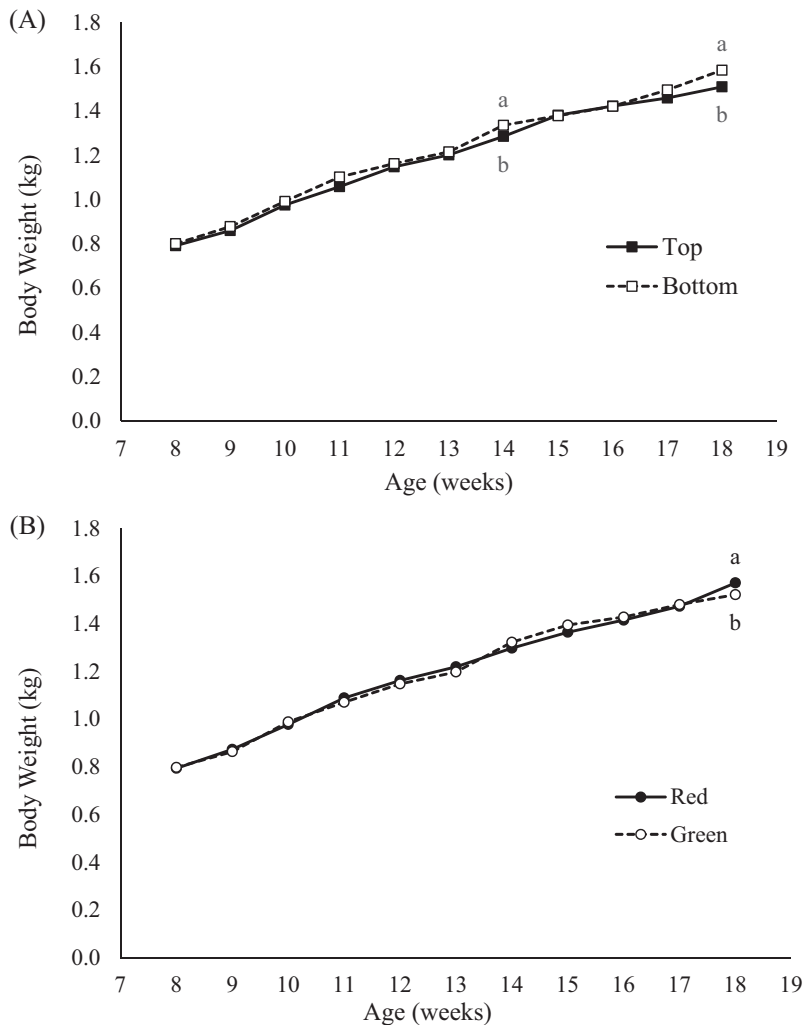 (A)
1.8
1.6
1.4
1.2
1.0
0.8
0.6
0.4
0.2
0.0
Body Weight (kg)
a
b
a
b
Top
Bottom
7 8 9 10 11 12 13 14 15 16 17 18 19
Age (weeks)
(B)
1.8
1.6
1.4
1.2
1.0
0.8
0.6
0.4
0.2
0.0
Body Weight (kg)
a
b
Red
Green
7 8 9 10 11 12 13 14 15 16 17 18 19
Age (weeks)